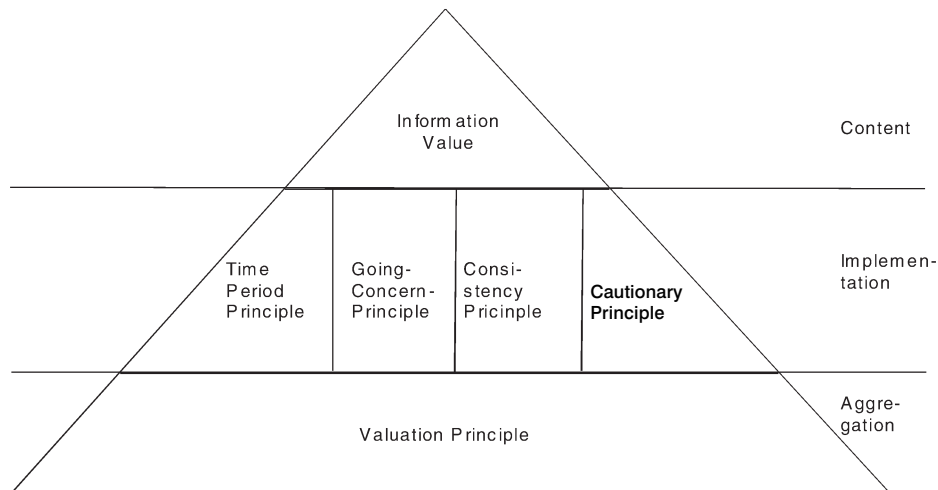 Information
Value
Content
Time
Period
Principle
Going-
Concern-
Principle
Consi-
stency
Pricinple
Cautionary
Principle
Implemen-
tation
Valuation Principle
Aggre-
gation